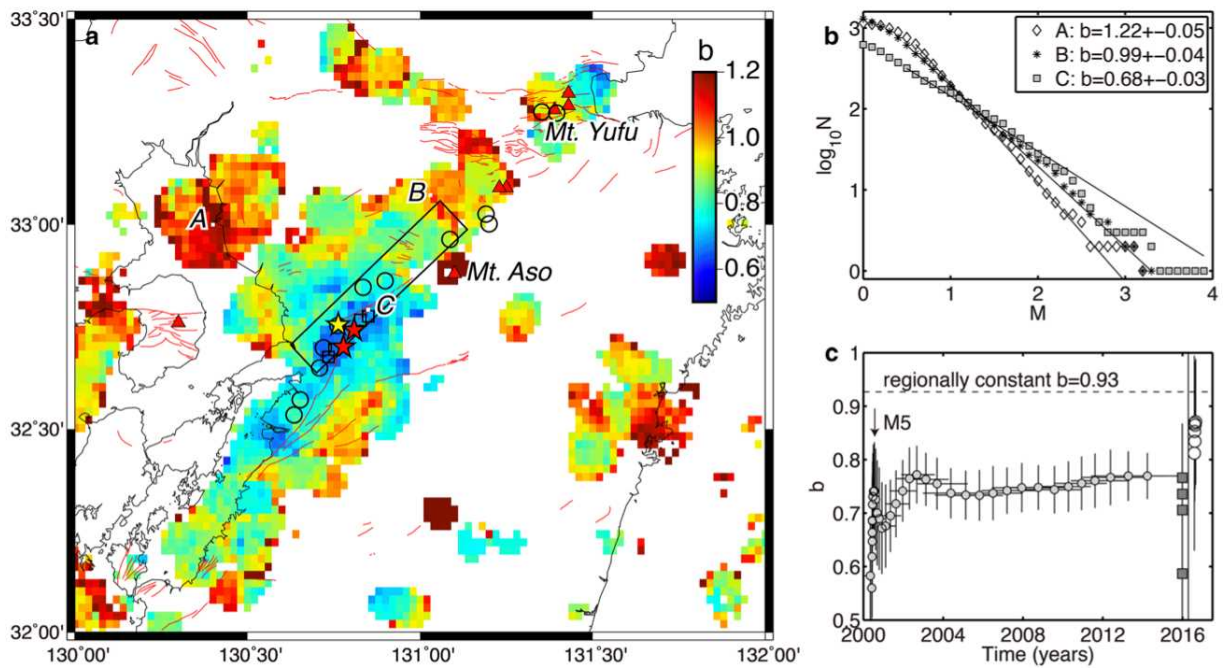 33°30'
33°00'
32°30'
32°00'
130°00'
130°30'
131°00'
131°30'
132°00'
a
b
1.2
1.0
0.8
0.6
A
B
C
Mt. Yufu
Mt. Aso
b
A: b=1.22+-0.05
B: b=0.99+-0.04
C: b=0.68+-0.03
log10N
3
2
1
0
0
1
2
3
4
M
c
regionally constant b=0.93
M5
b
1
0.9
0.8
0.7
0.6
0.5
2000
2004
2008
2012
2016
Time (years)